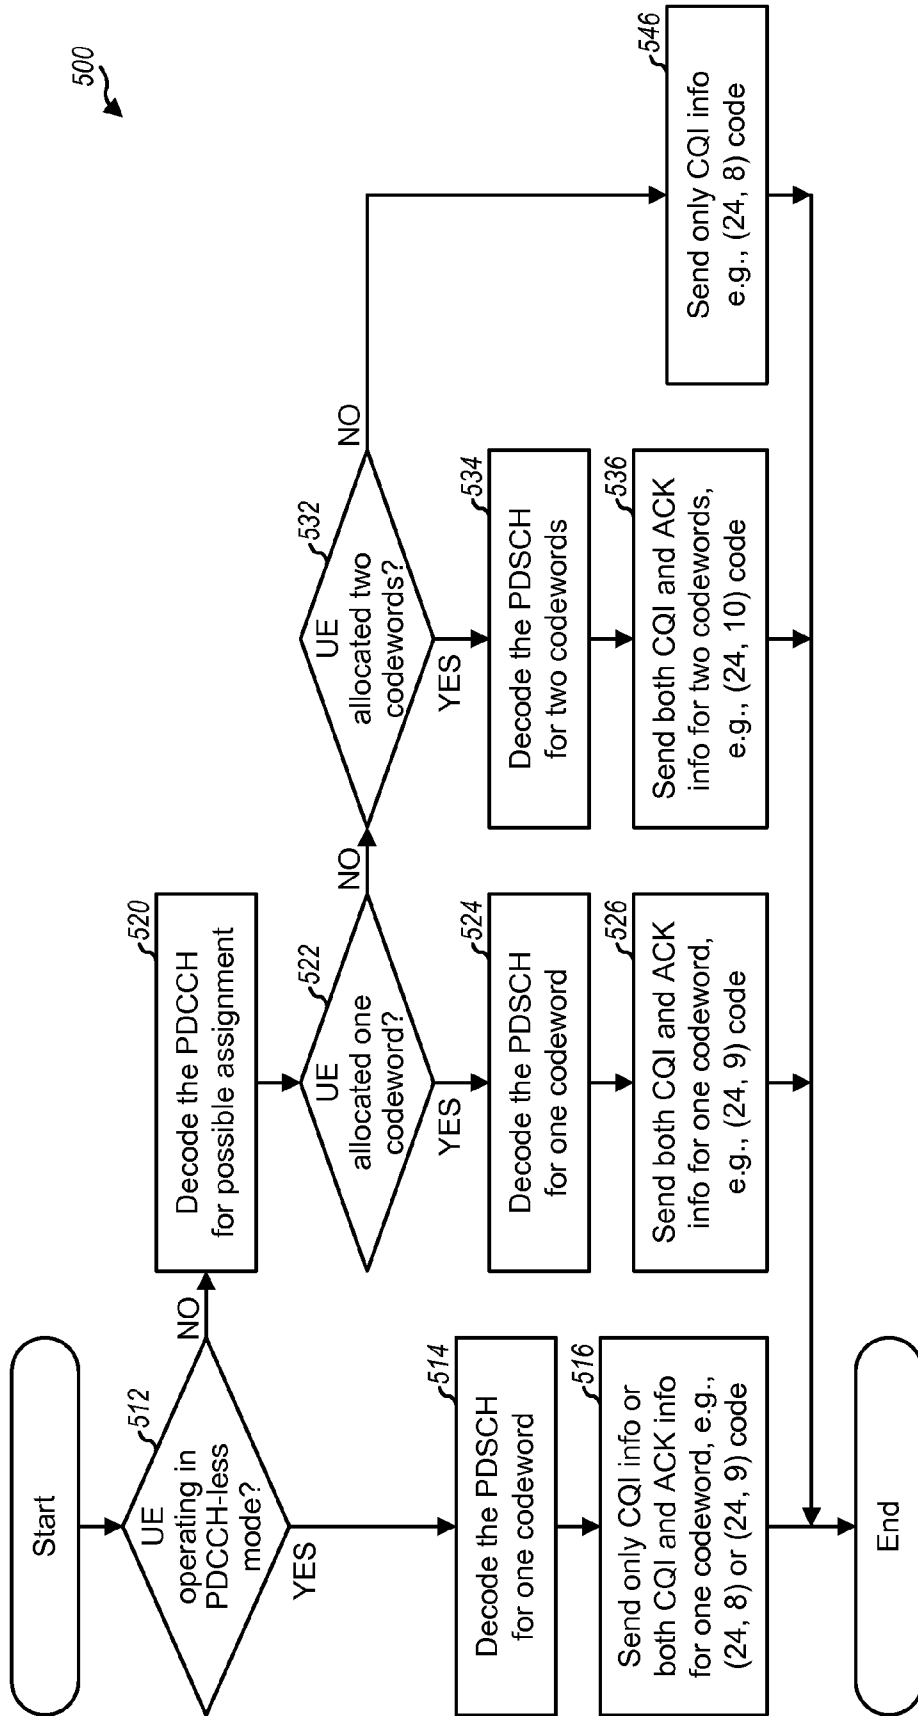 500
Start
512
UE
operating in
PDCCH-less
mode?
NO
YES
514
Decode the PDSCH
for one codeword
516
Send only CQI info or
both CQI and ACK info
for one codeword, e.g.,
(24, 8) or (24, 9) code
520
Decode the PDCCH
for possible assignment
522
UE
allocated one
codeword?
NO
YES
524
Decode the PDSCH
for one codeword
526
Send both CQI and ACK
info for one codeword,
e.g., (24, 9) code
532
UE
allocated two
codewords?
NO
YES
534
Decode the PDSCH
for two codewords
536
Send both CQI and ACK
info for two codewords,
e.g., (24, 10) code
546
Send only CQI info
e.g., (24, 8) code
End